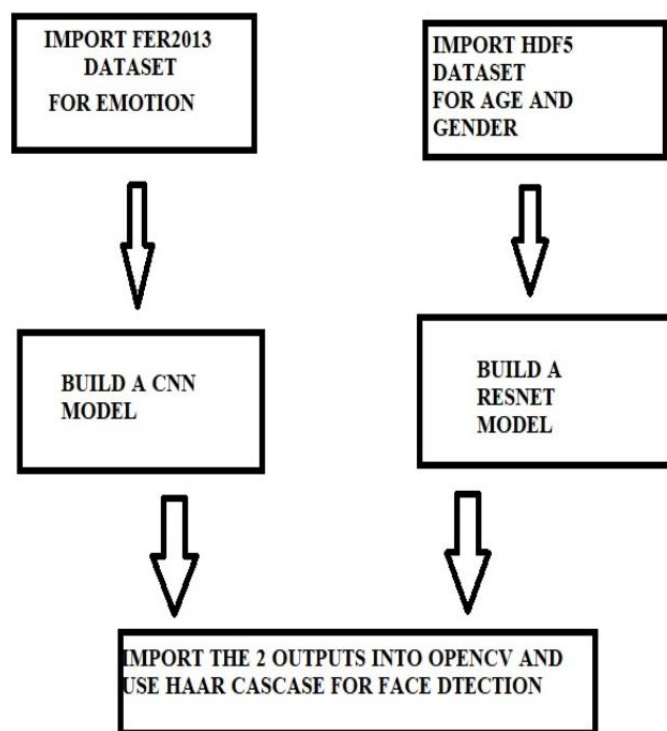 IMPORT FER2013
DATASET
FOR EMOTION
IMPORT HDF5
DATASET
FOR AGE AND
GENDER
BUILD A CNN
MODEL
BUILD A
RESNET
MODEL
IMPORT THE 2 OUTPUTS INTO OPENCV AND
USE HAAR CASCASE FOR FACE DTECTION